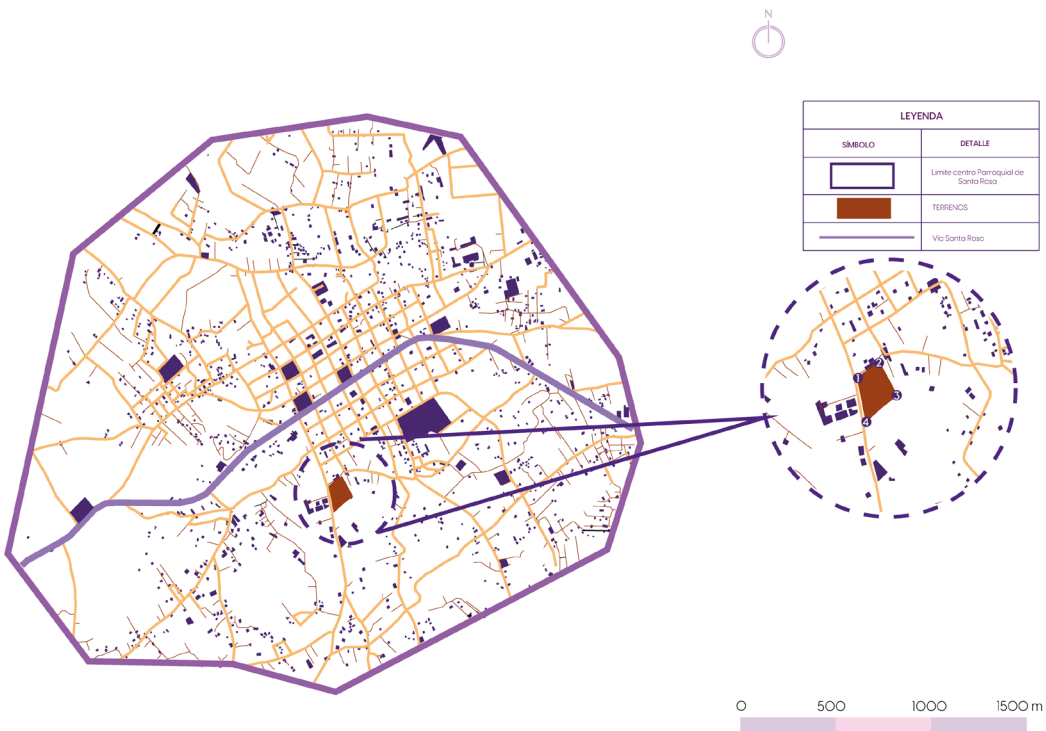 N
LEYENDA
SÍMBOLO
DETALLE
Limite centro Parroquial de
Santa Rosa
TERRENOS
Vía Santa Rosa
1
2
3
4
0 500 1000 1500 m